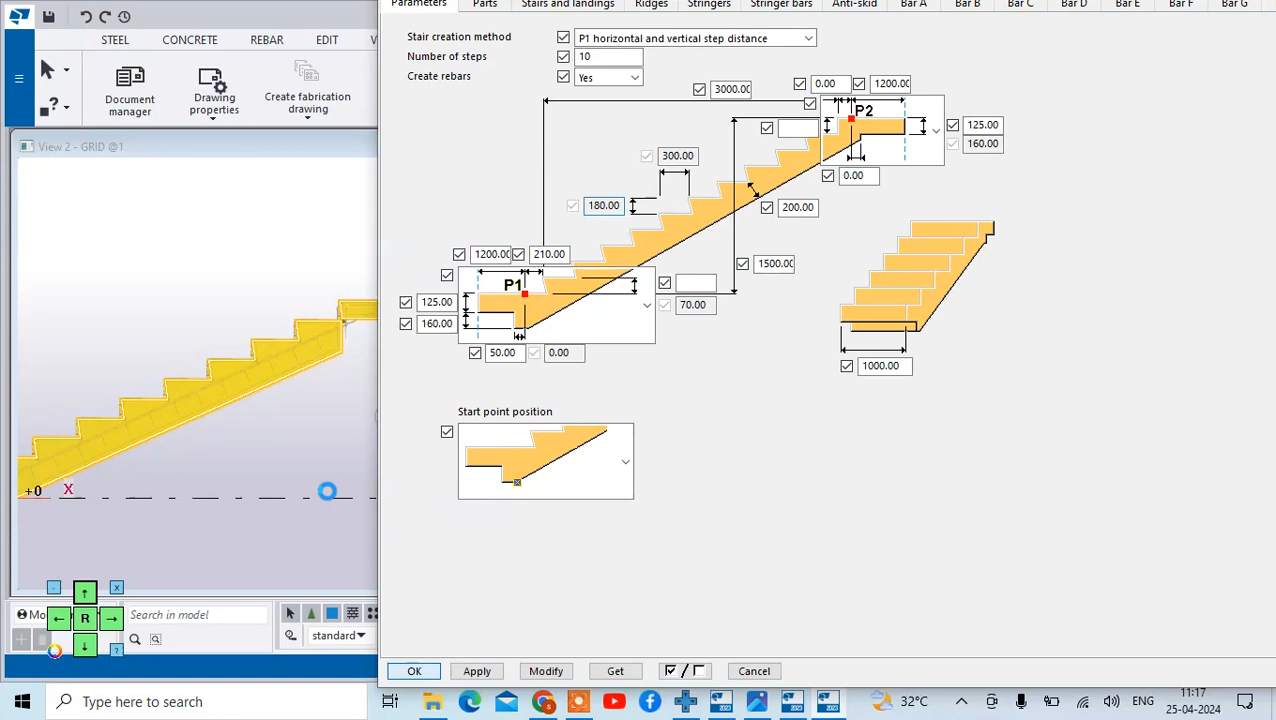 Parameters Parts Stairs and landings Ridges Stringers Stringer bars Anti-skid Bar A Bar B Bar C Bar D Bar E Bar F Bar G
STEEL CONCRETE REBAR EDIT V
Document manager
Drawing properties
Create fabrication drawing
View 2 - GRID @1
Stair creation method P1 horizontal and vertical step distance
Number of steps 10
Create rebars Yes
3000.00
0.00 1200.00
P2
125.00
160.00
0.00
300.00
180.00
200.00
1200.00 210.00
1500.00
P1
125.00
160.00
70.00
50.00 0.00
1000.00
Start point position
+0 X
- ↑ X
← R →
↓ ?
Search in model
standard
OK Apply Modify Get / Cancel
Type here to search
2023 2023 2023
32°C
ENG
11:17
25-04-2024